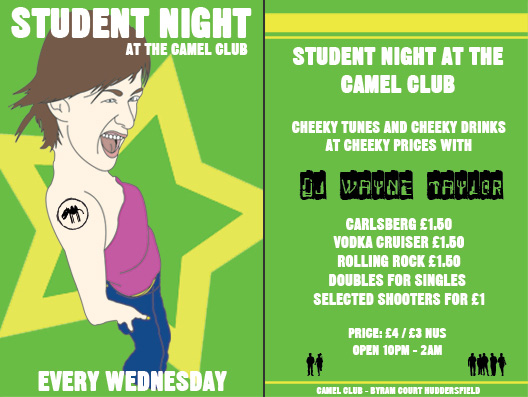 STUDENT NIGHT
AT THE CAMEL CLUB
EVERY WEDNESDAY
STUDENT NIGHT AT THE
CAMEL CLUB
CHEEKY TUNES AND CHEEKY DRINKS
AT CHEEKY PRICES WITH
DJ WAYNE TAYLOR
CARLSBERG £1.50
VODKA CRUISER £1.50
ROLLING ROCK £1.50
DOUBLES FOR SINGLES
SELECTED SHOOTERS FOR £1
PRICE: £4 / £3 NUS
OPEN 10PM - 2AM
CAMEL CLUB - BYRAM COURT HUDDERSFIELD